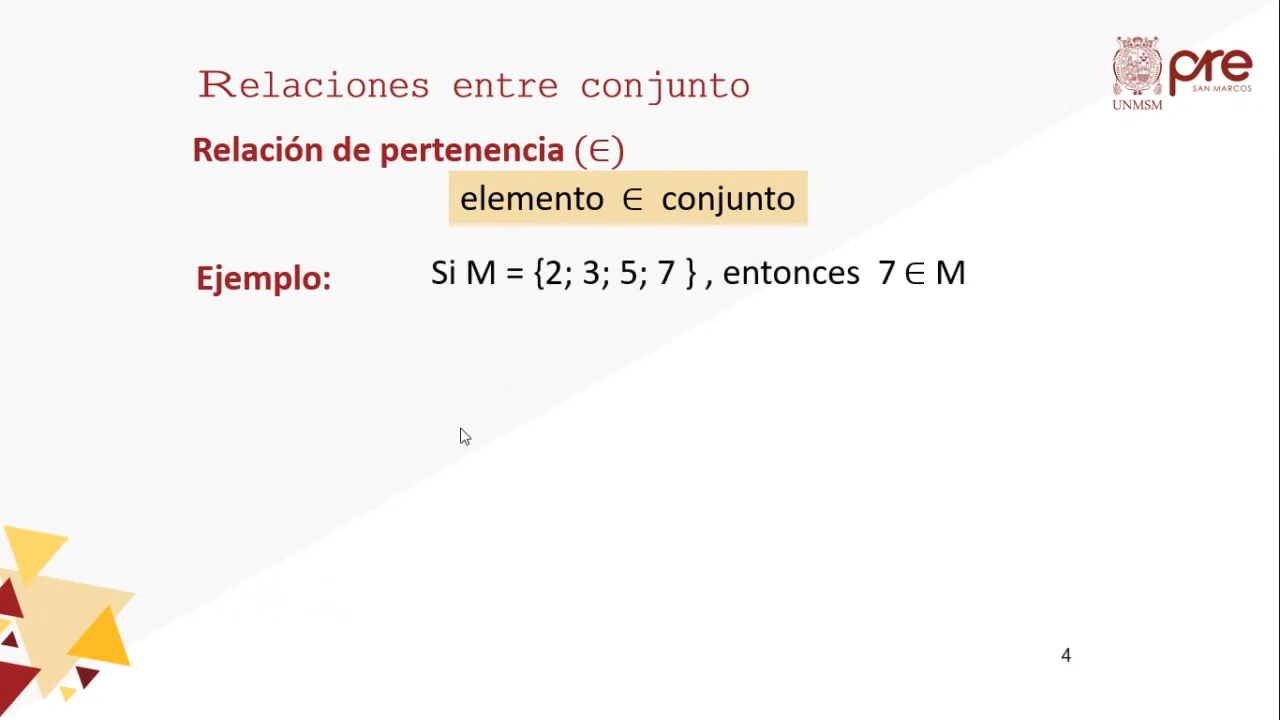 Relaciones entre conjunto
pre
SAN MARCOS
UNMSM
Relación de pertenencia (∈)
elemento ∈ conjunto
Ejemplo: Si M = {2; 3; 5; 7 } , entonces 7 ∈ M
4